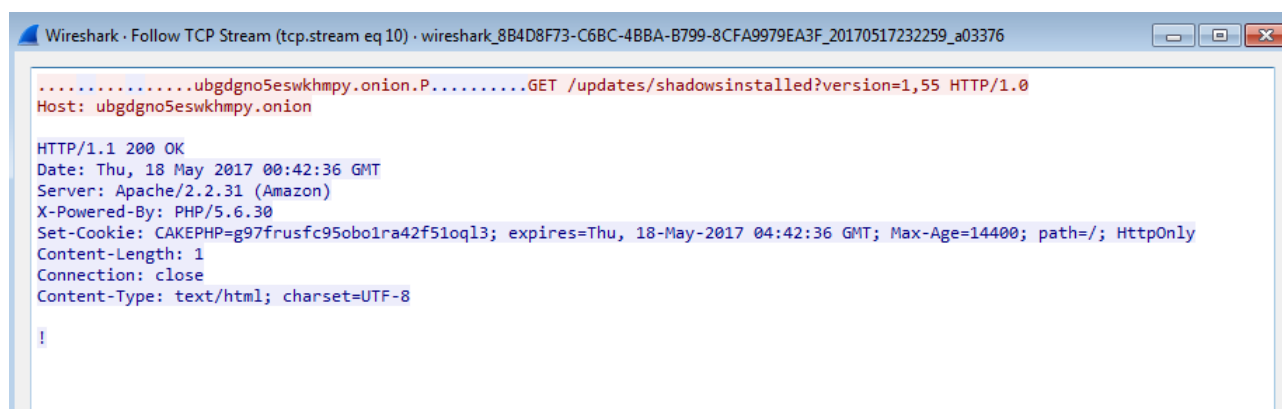 Wireshark · Follow TCP Stream (tcp.stream eq 10) · wireshark_8B4D8F73-C6BC-4BBA-B799-8CFA9979EA3F_20170517232259_a03376
.................ubgdgno5eswkhmpy.onion.P..........GET /updates/shadowsinstalled?version=1,55 HTTP/1.0
Host: ubgdgno5eswkhmpy.onion
HTTP/1.1 200 OK
Date: Thu, 18 May 2017 00:42:36 GMT
Server: Apache/2.2.31 (Amazon)
X-Powered-By: PHP/5.6.30
Set-Cookie: CAKEPHP=g97frusfc95obo1ra42f51oql3; expires=Thu, 18-May-2017 04:42:36 GMT; Max-Age=14400; path=/; HttpOnly
Content-Length: 1
Connection: close
Content-Type: text/html; charset=UTF-8
!